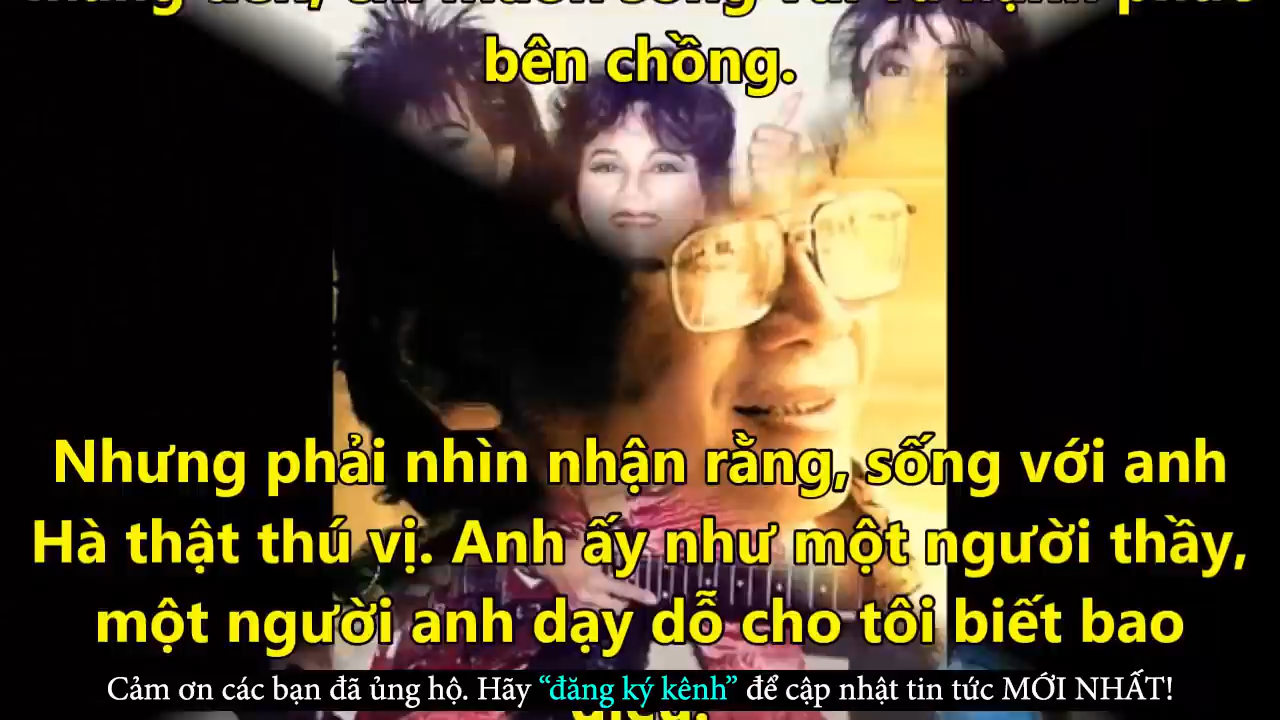 bên chồng.
Nhưng phải nhìn nhận rằng, sống với anh
Hà thật thú vị. Anh ấy như một người thầy,
một người anh dạy dỗ cho tôi biết bao
Cảm ơn các bạn đã ủng hộ. Hãy “đăng ký kênh” để cập nhật tin tức MỚI NHẤT!